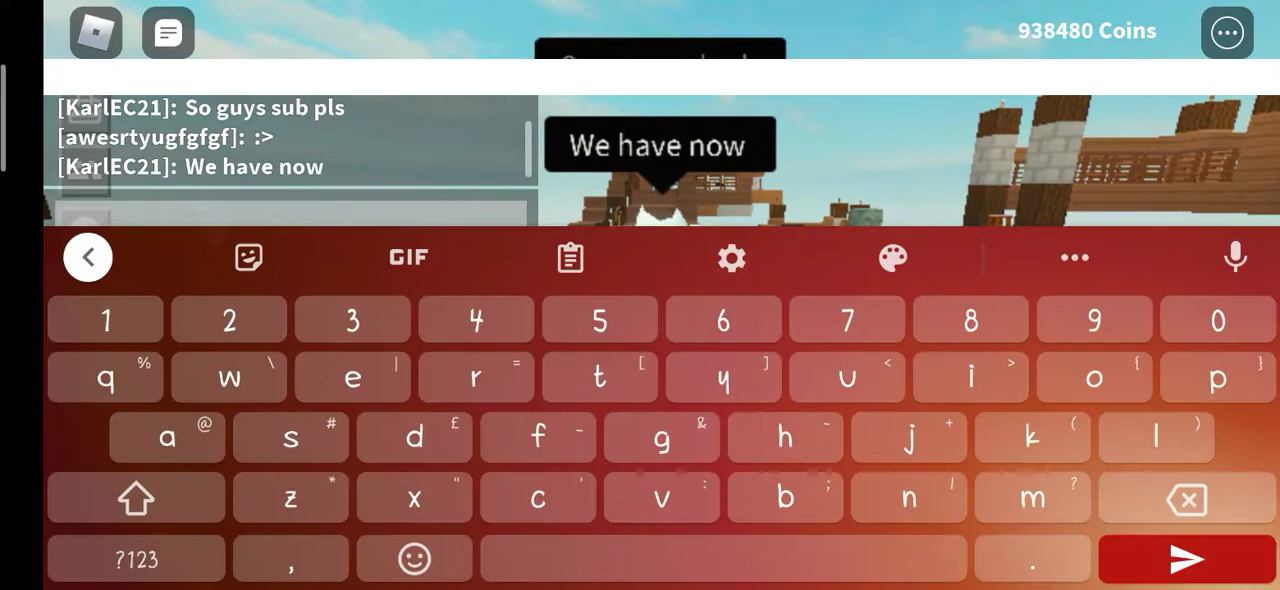 938480 Coins
[KarlEC21]: So guys sub pls
[awesrtyugfgfgf]: :>
[KarlEC21]: We have now
We have now
GIF
1 2 3 4 5 6 7 8 9 0
q % w \ e | r = t [ y ] u < i > o { p }
a @ s # d £ f - g & h ~ j + k ( l )
z * x " c ' v : b ; n / m ?
?123 , .